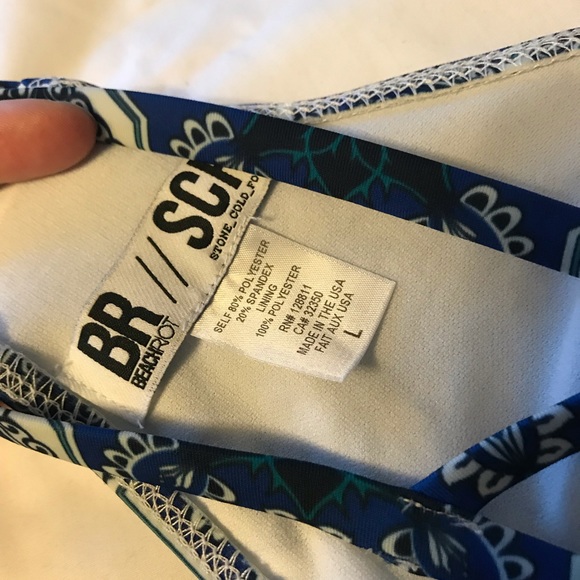 BR // SCF
BEACHRIOT
STONE_COLD_FO
SELF 80% POLYESTER
20% SPANDEX
LINING
100% POLYESTER
RN# 128811
CA# 32350
MADE IN THE USA
FAIT AUX USA
L